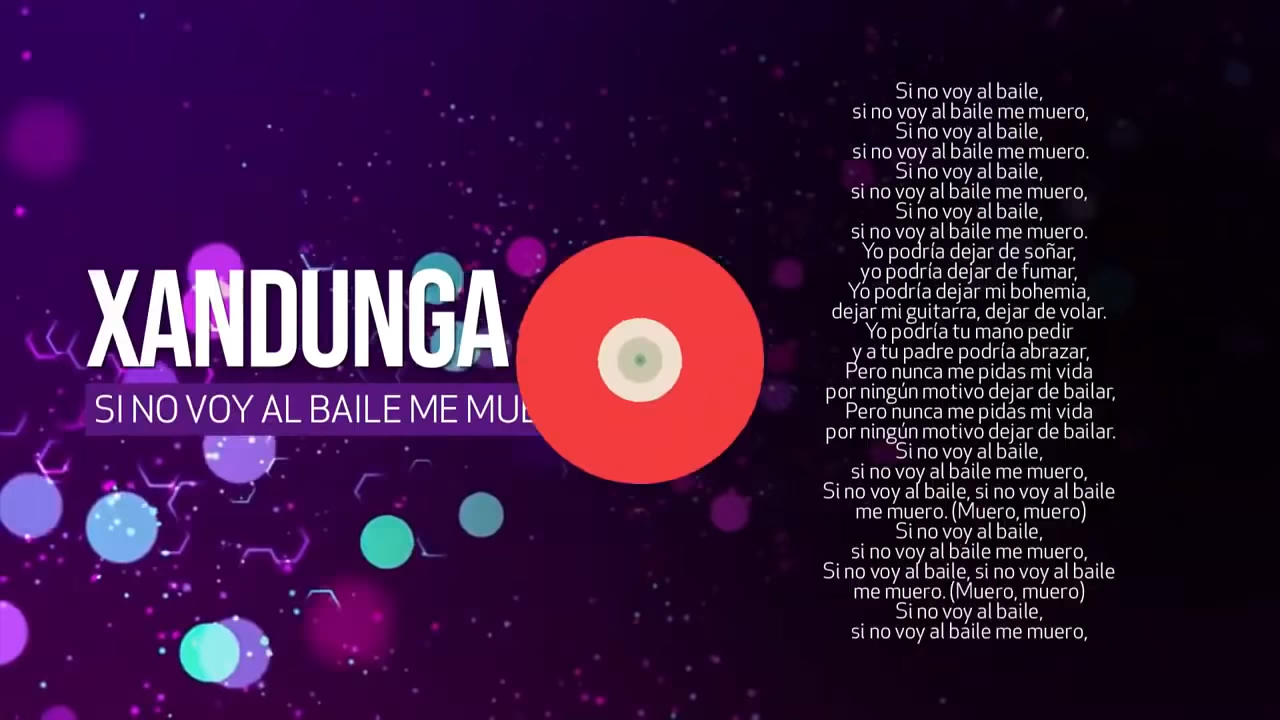 XANDUNGA
SI NO VOY AL BAILE ME
Si no voy al baile,
si no voy al baile me muero,
Si no voy al baile,
si no voy al baile me muero.
Si no voy al baile,
si no voy al baile me muero,
Si no voy al baile,
si no voy al baile me muero.
Yo podría dejar de soñar,
yo podría dejar de fumar,
Yo podría dejar mi bohemia,
dejar mi guitarra, dejar de volar.
Yo podría tu mano pedir
y a tu padre podría abrazar,
Pero nunca me pidas mi vida
por ningún motivo dejar de bailar,
Pero nunca me pidas mi vida
por ningún motivo dejar de bailar.
Si no voy al baile,
si no voy al baile me muero,
Si no voy al baile, si no voy al baile
me muero. (Muero, muero)
Si no voy al baile,
si no voy al baile me muero,
Si no voy al baile, si no voy al baile
me muero. (Muero, muero)
Si no voy al baile,
si no voy al baile me muero,